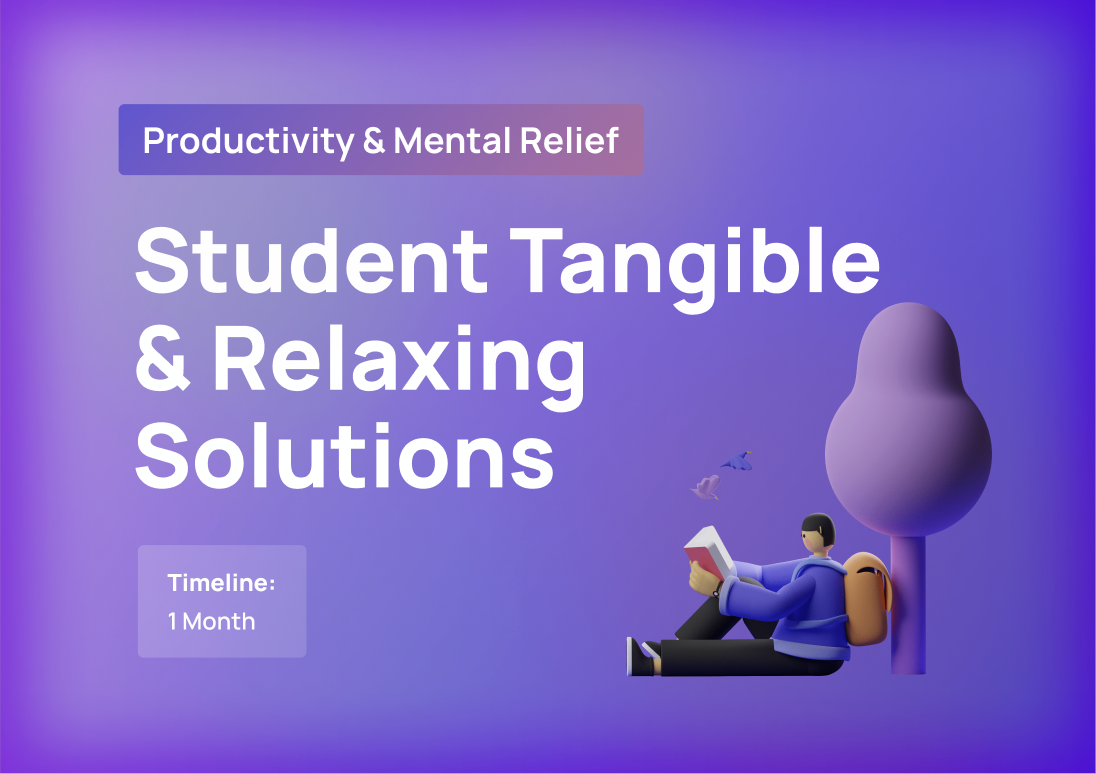 Productivity & Mental Relief
Student Tangible
& Relaxing
Solutions
Timeline:
1 Month